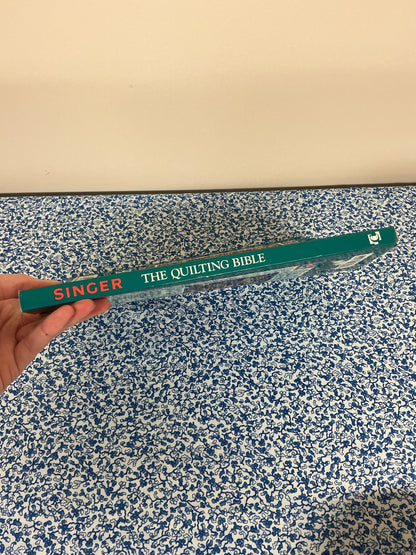 SINGER THE QUILTING BIBLE